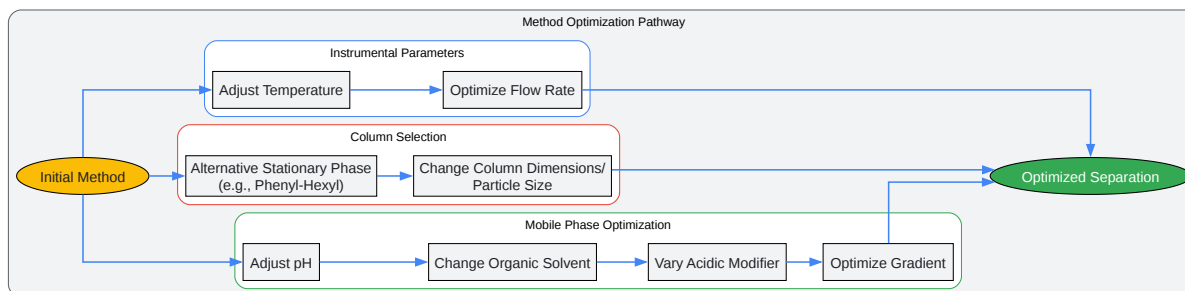 Method Optimization Pathway
Instrumental Parameters
Adjust Temperature
Optimize Flow Rate
Column Selection
Initial Method
Alternative Stationary Phase
(e.g., Phenyl-Hexyl)
Change Column Dimensions/
Particle Size
Optimized Separation
Mobile Phase Optimization
Adjust pH
Change Organic Solvent
Vary Acidic Modifier
Optimize Gradient